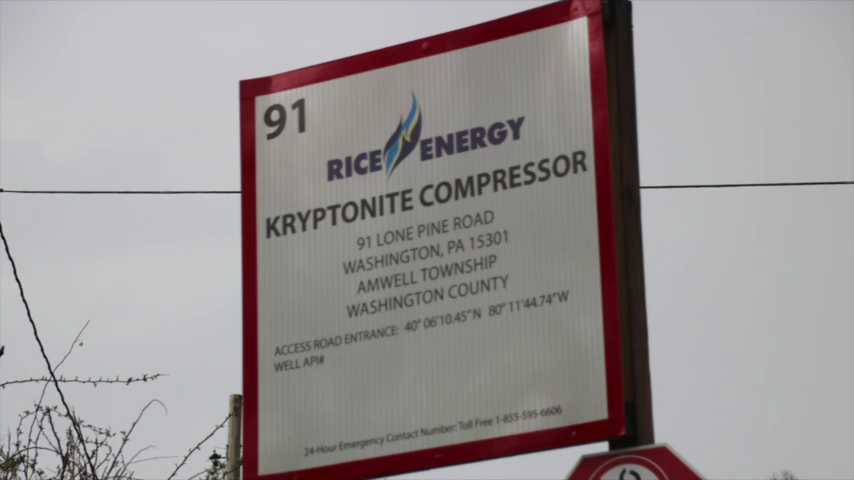 91
RICE ENERGY
KRYPTONITE COMPRESSOR
91 LONE PINE ROAD
WASHINGTON, PA 15301
AMWELL TOWNSHIP
WASHINGTON COUNTY
ACCESS ROAD ENTRANCE: 40° 06'10.45"N 80° 11'44.74"W
WELL API#
24-Hour Emergency Contact Number: Toll Free 1-855-595-6606